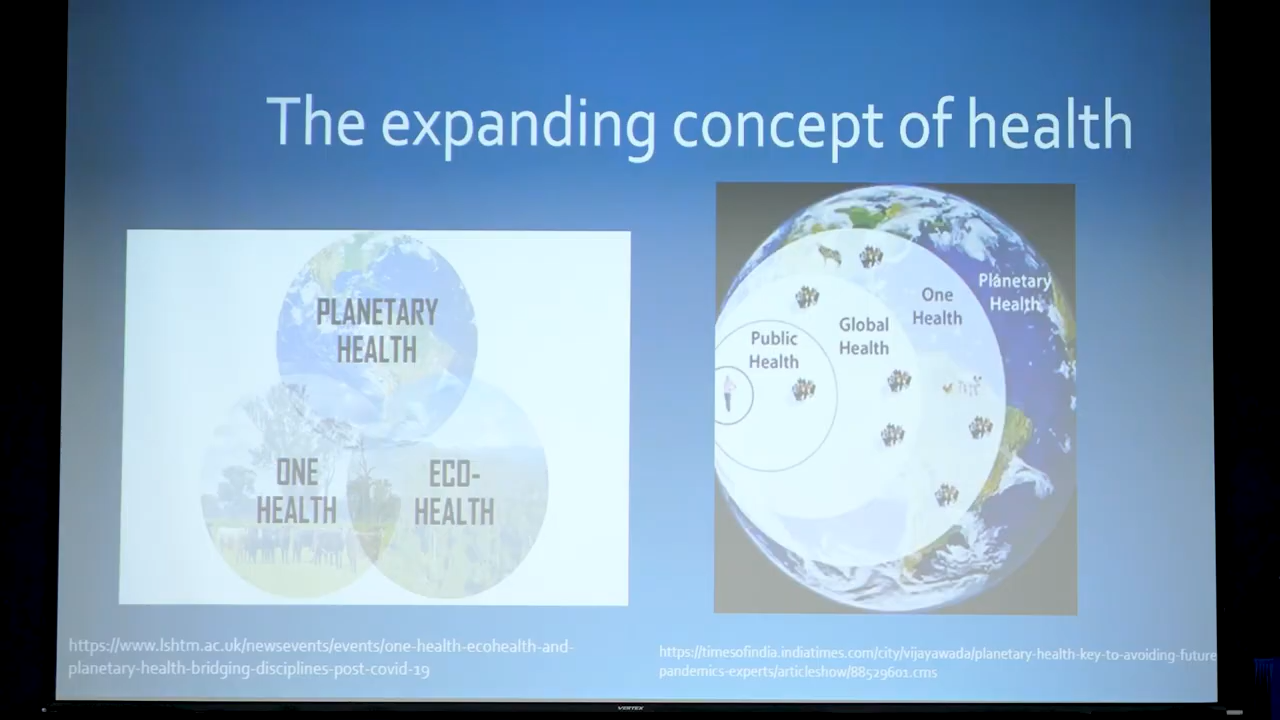 The expanding concept of health
PLANETARY
HEALTH
ONE
HEALTH
ECO-
HEALTH
Public
Health
Global
Health
One
Health
Planetary
Health
https://www.lshtm.ac.uk/newsevents/events/one-health-ecohealth-and-
planetary-health-bridging-disciplines-post-covid-19
https://timesofindia.indiatimes.com/city/vijayawada/planetary-health-key-to-avoiding-future
pandemics-experts/articleshow/88529601.cms
VERTEX